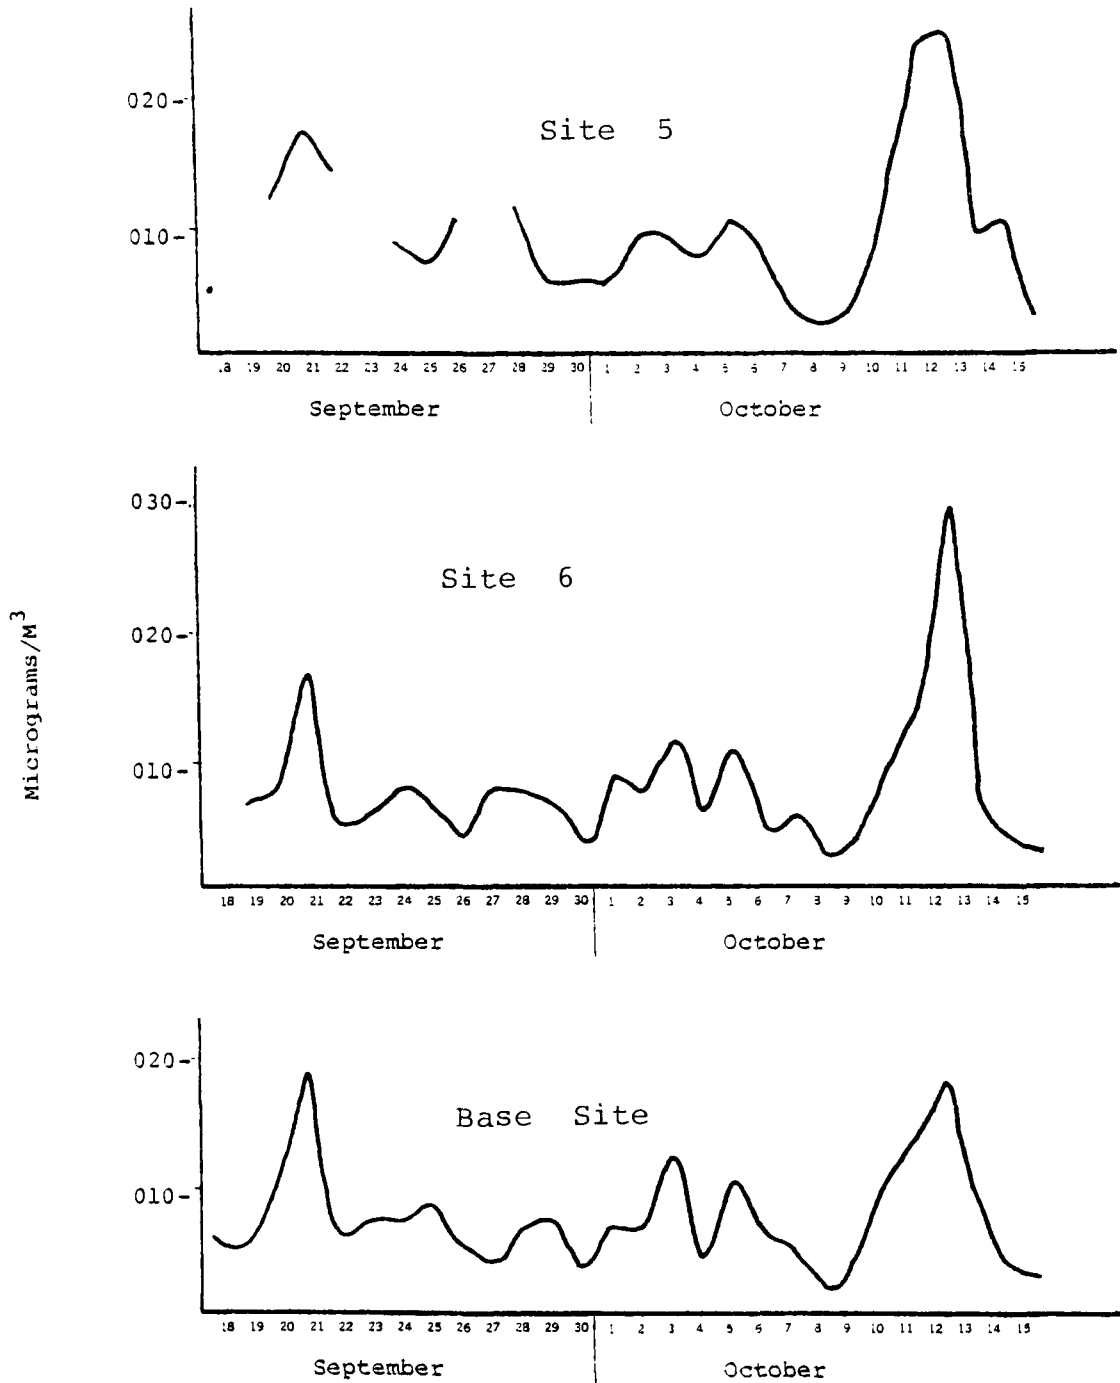 020-
Site 5
010-
18 19 20 21 22 23 24 25 26 27 28 29 30 1 2 3 4 5 6 7 8 9 10 11 12 13 14 15
September October
030-
Site 6
020-
Micrograms/M³
010-
18 19 20 21 22 23 24 25 26 27 28 29 30 1 2 3 4 5 6 7 8 9 10 11 12 13 14 15
September October
020-
Base Site
010-
18 19 20 21 22 23 24 25 26 27 28 29 30 1 2 3 4 5 6 7 8 9 10 11 12 13 14 15
September October